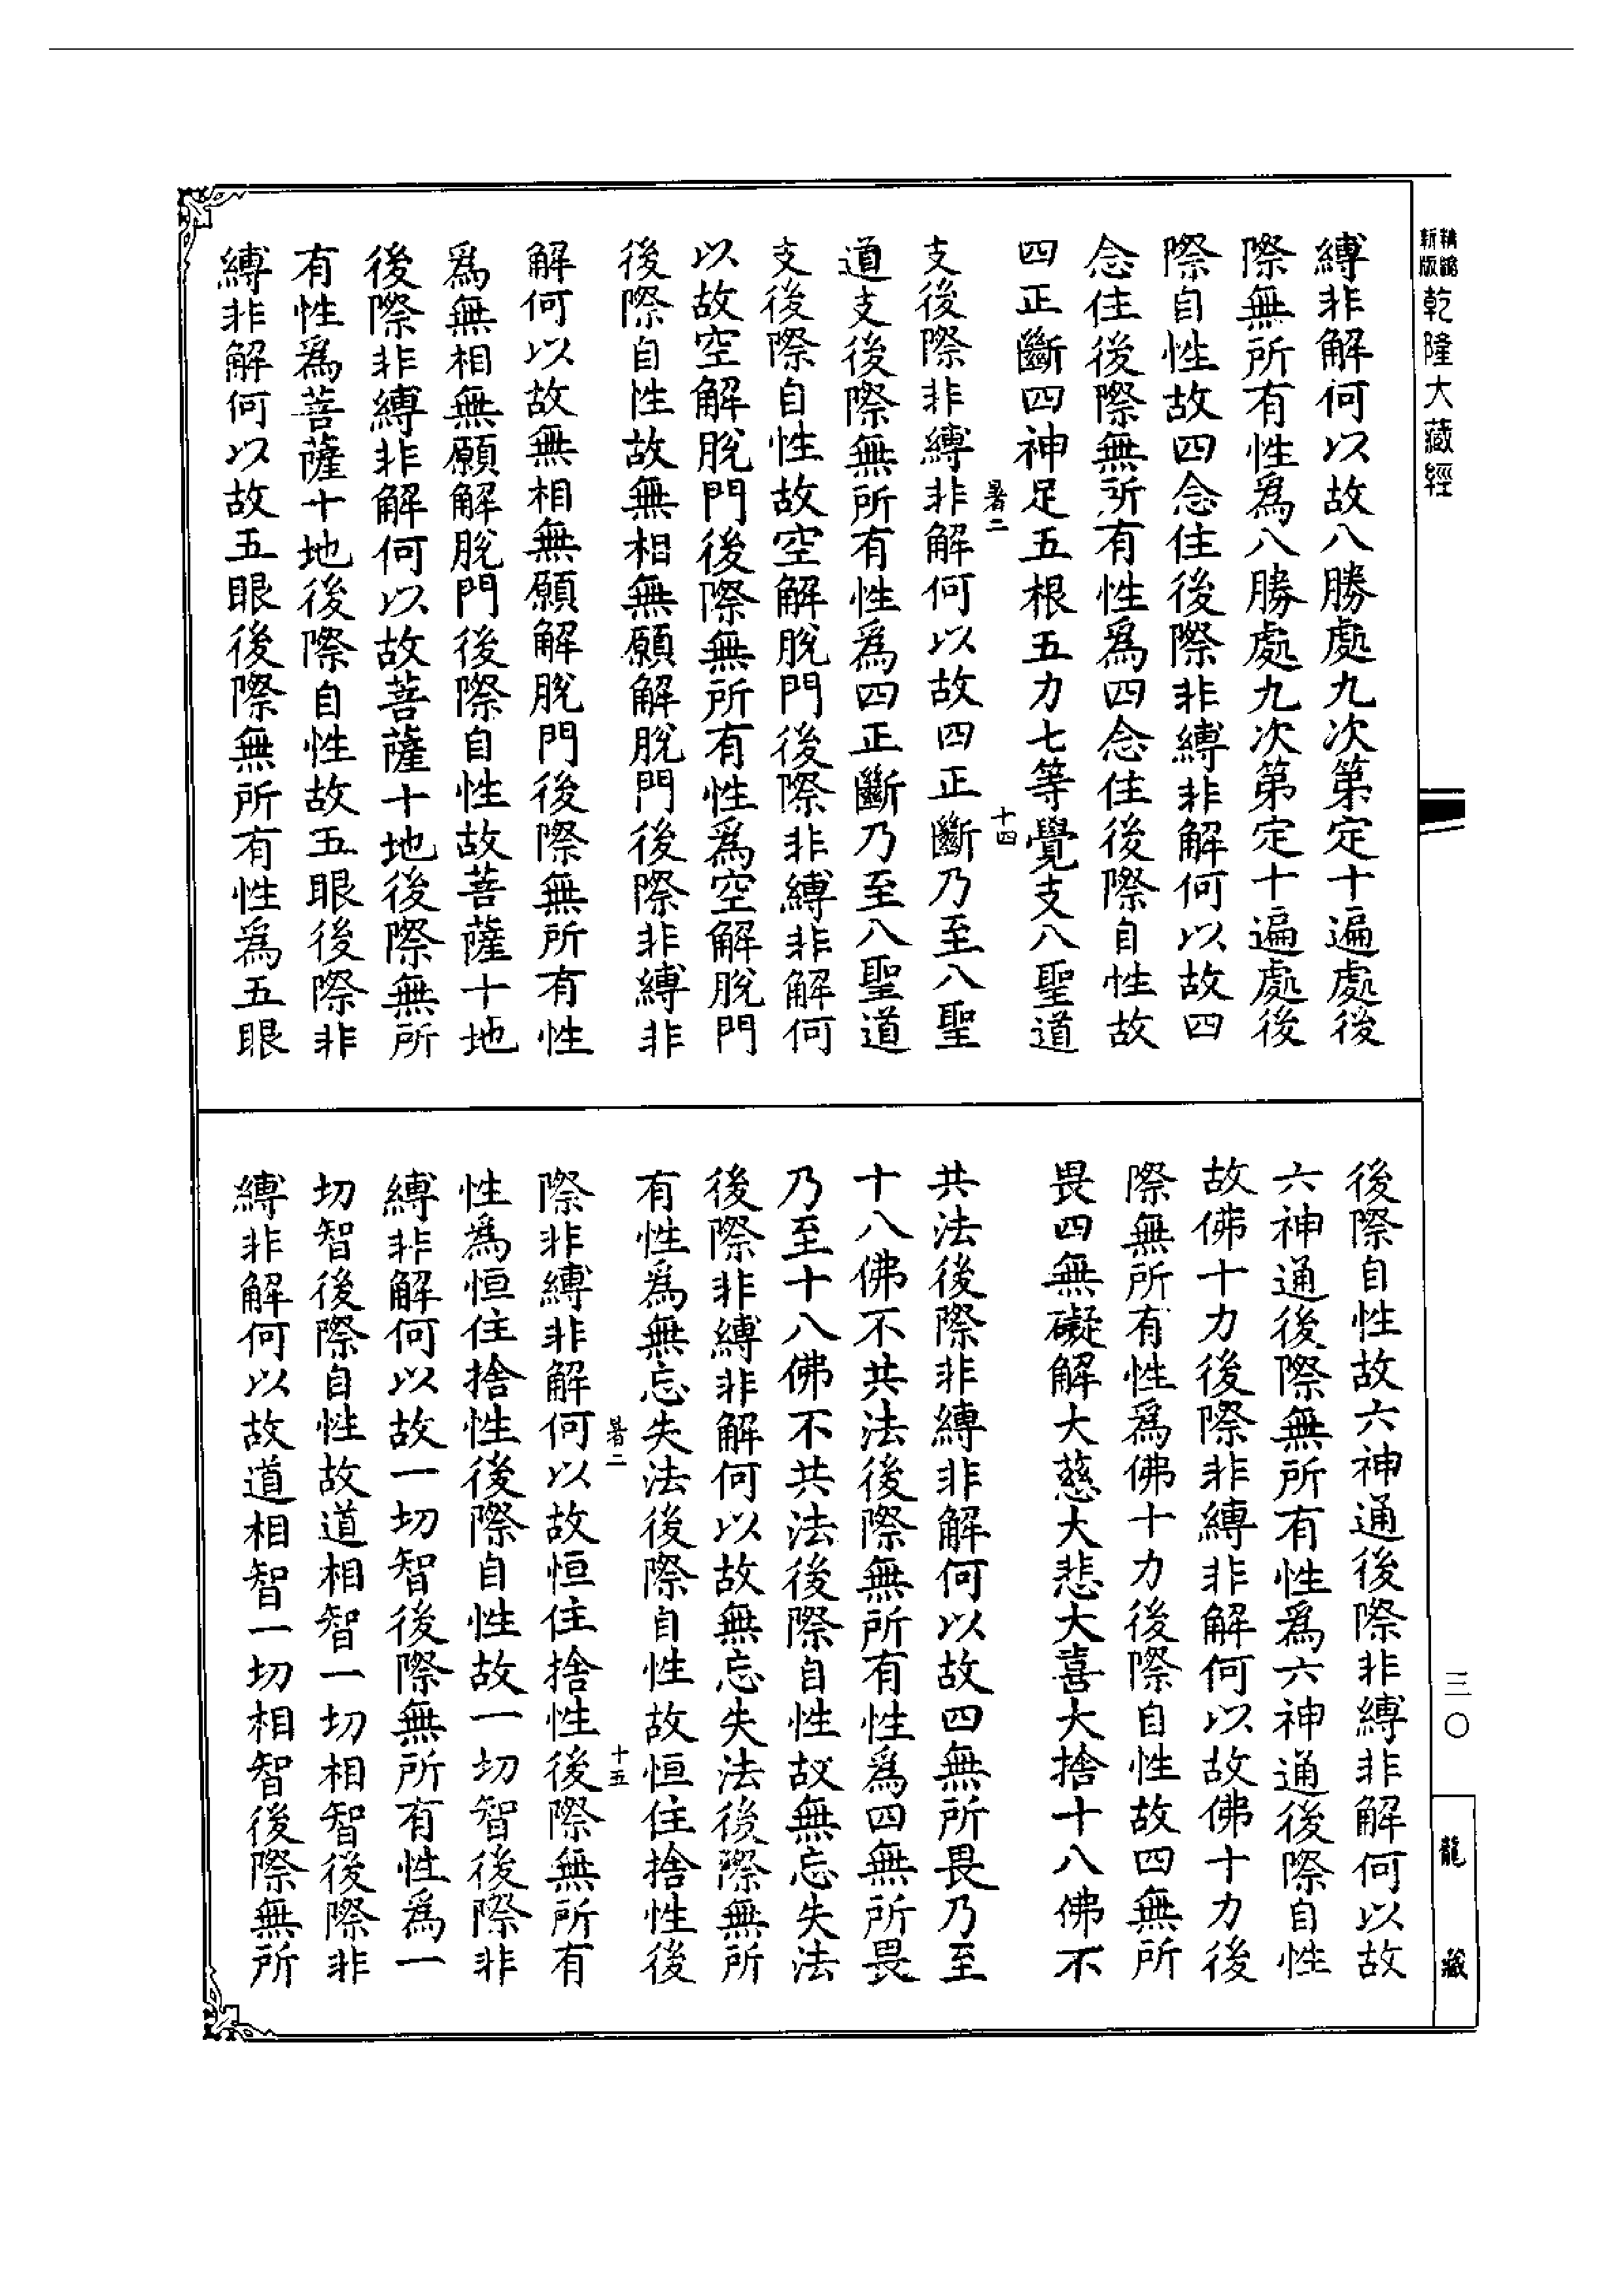 精縮新版乾隆大藏經
縛非解何以故八勝處九次第定十遍處後
際無所有性為八勝處九次第定十遍處後
際自性故四念住後際非縛非解何以故四
念住後際無所有性為四念住後際自性故
四正斷四神足五根五力七等覺支八聖道
暑二
十四
支後際非縛非解何以故四正斷乃至八聖
道支後際無所有性為四正斷乃至八聖道
支後際自性故空解脫門後際非縛非解何
以故空解脫門後際無所有性為空解脫門
後際自性故無相無願解脫門後際非縛非
解何以故無相無願解脫門後際無所有性
為無相無願解脫門後際自性故菩薩十地
後際非縛非解何以故菩薩十地後際無所
有性為菩薩十地後際自性故五眼後際非
縛非解何以故五眼後際無所有性為五眼
後際自性故六神通後際非縛非解何以故
六神通後際無所有性為六神通後際自性
故佛十力後際非縛非解何以故佛十力後
際無所有性為佛十力後際自性故四無所
畏四無礙解大慈大悲大喜大捨十八佛不
共法後際非縛非解何以故四無所畏乃至
十八佛不共法後際無所有性為四無所畏
乃至十八佛不共法後際自性故無忘失法
後際非縛非解何以故無忘失法後際無所
有性為無忘失法後際自性故恒住捨性後
暑二
十五
際非縛非解何以故恒住捨性後際無所有
性為恒住捨性後際自性故一切智後際非
縛非解何以故一切智後際無所有性為一
切智後際自性故道相智一切相智後際非
縛非解何以故道相智一切相智後際無所
三〇
龍藏